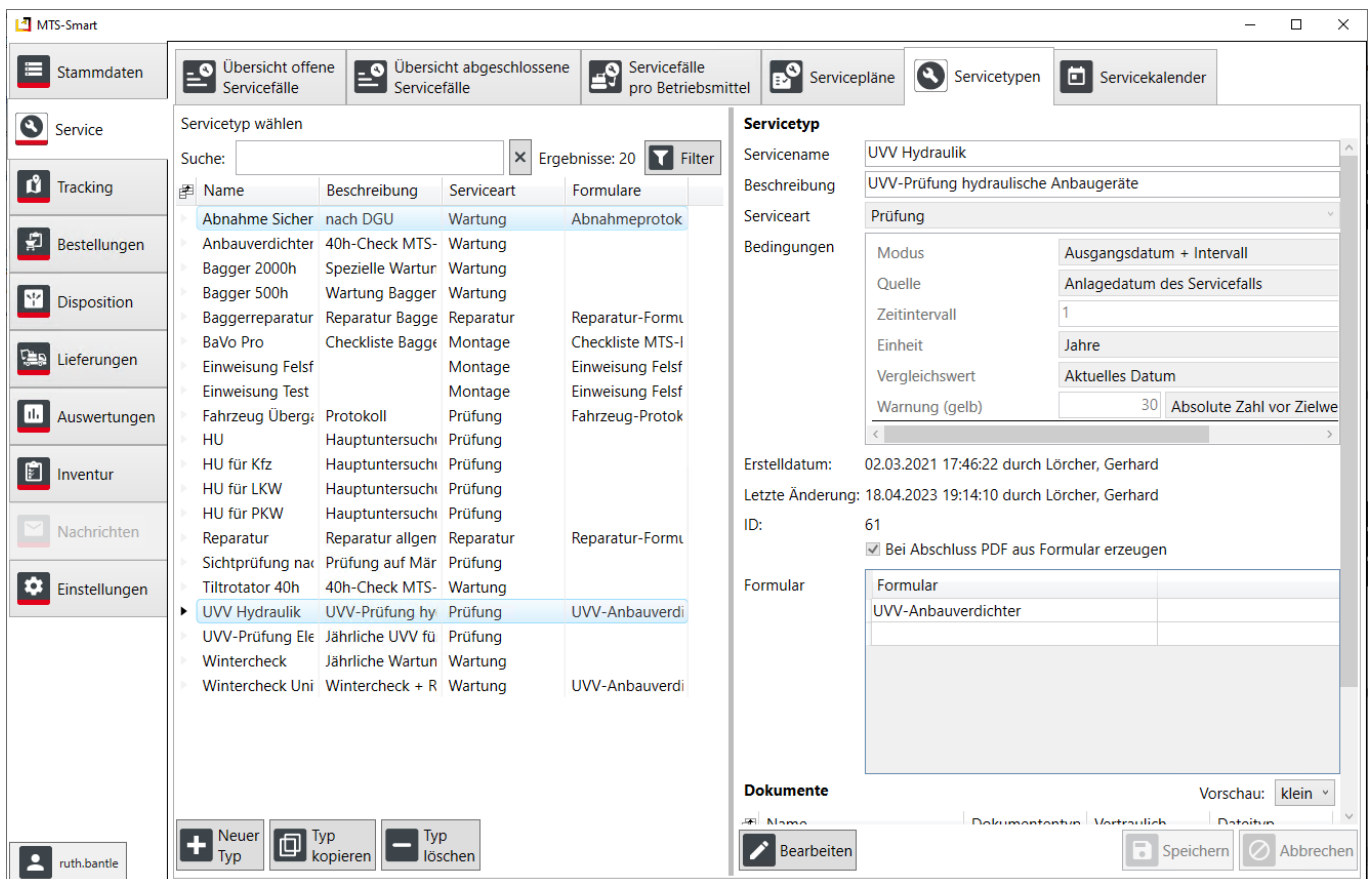 MTS-Smart
Stammdaten
Service
Tracking
Bestellungen
Disposition
Lieferungen
Auswertungen
Inventur
Nachrichten
Einstellungen
ruth.bantle
Übersicht offene
Servicefälle
Übersicht abgeschlossene
Servicefälle
Servicefälle
pro Betriebsmittel
Servicepläne
Servicetypen
Servicekalender
Servicetyp wählen
Suche: Ergebnisse: 20 Filter
Name Beschreibung Serviceart Formulare
Abnahme Sicher nach DGU Wartung Abnahmeprotok
Anbauverdichter 40h-Check MTS- Wartung
Bagger 2000h Spezielle Wartur Wartung
Bagger 500h Wartung Bagger Wartung
Baggerreparatur Reparatur Bagge Reparatur Reparatur-Formu
BaVo Pro Checkliste Bagge Montage Checkliste MTS-I
Einweisung Felsf Montage Einweisung Felsf
Einweisung Test Montage Einweisung Felsf
Fahrzeug Überga Protokoll Prüfung Fahrzeug-Protok
HU Hauptuntersuchu Prüfung
HU für Kfz Hauptuntersuchu Prüfung
HU für LKW Hauptuntersuchu Prüfung
HU für PKW Hauptuntersuchu Prüfung
Reparatur Reparatur allgem Reparatur Reparatur-Formu
Sichtprüfung nac Prüfung auf Mär Prüfung
Tiltrotator 40h 40h-Check MTS- Wartung
UVV Hydraulik UVV-Prüfung hy Prüfung UVV-Anbauverdi
UVV-Prüfung Ele Jährliche UVV fü Prüfung
Wintercheck Jährliche Wartun Wartung
Wintercheck Uni Wintercheck + R Wartung UVV-Anbauverdi
Neuer
Typ
Typ
kopieren
Typ
löschen
Servicetyp
Servicename UVV Hydraulik
Beschreibung UVV-Prüfung hydraulische Anbaugeräte
Serviceart Prüfung
Bedingungen
Modus Ausgangsdatum + Intervall
Quelle Anlagedatum des Servicefalls
Zeitintervall 1
Einheit Jahre
Vergleichswert Aktuelles Datum
Warnung (gelb) 30 Absolute Zahl vor Zielwe
Erstelldatum: 02.03.2021 17:46:22 durch Lörcher, Gerhard
Letzte Änderung: 18.04.2023 19:14:10 durch Lörcher, Gerhard
ID: 61
Bei Abschluss PDF aus Formular erzeugen
Formular Formular
UVV-Anbauverdichter
Dokumente Vorschau: klein
Name Dokumententyp Vertraulich Dateityp
Bearbeiten Speichern Abbrechen